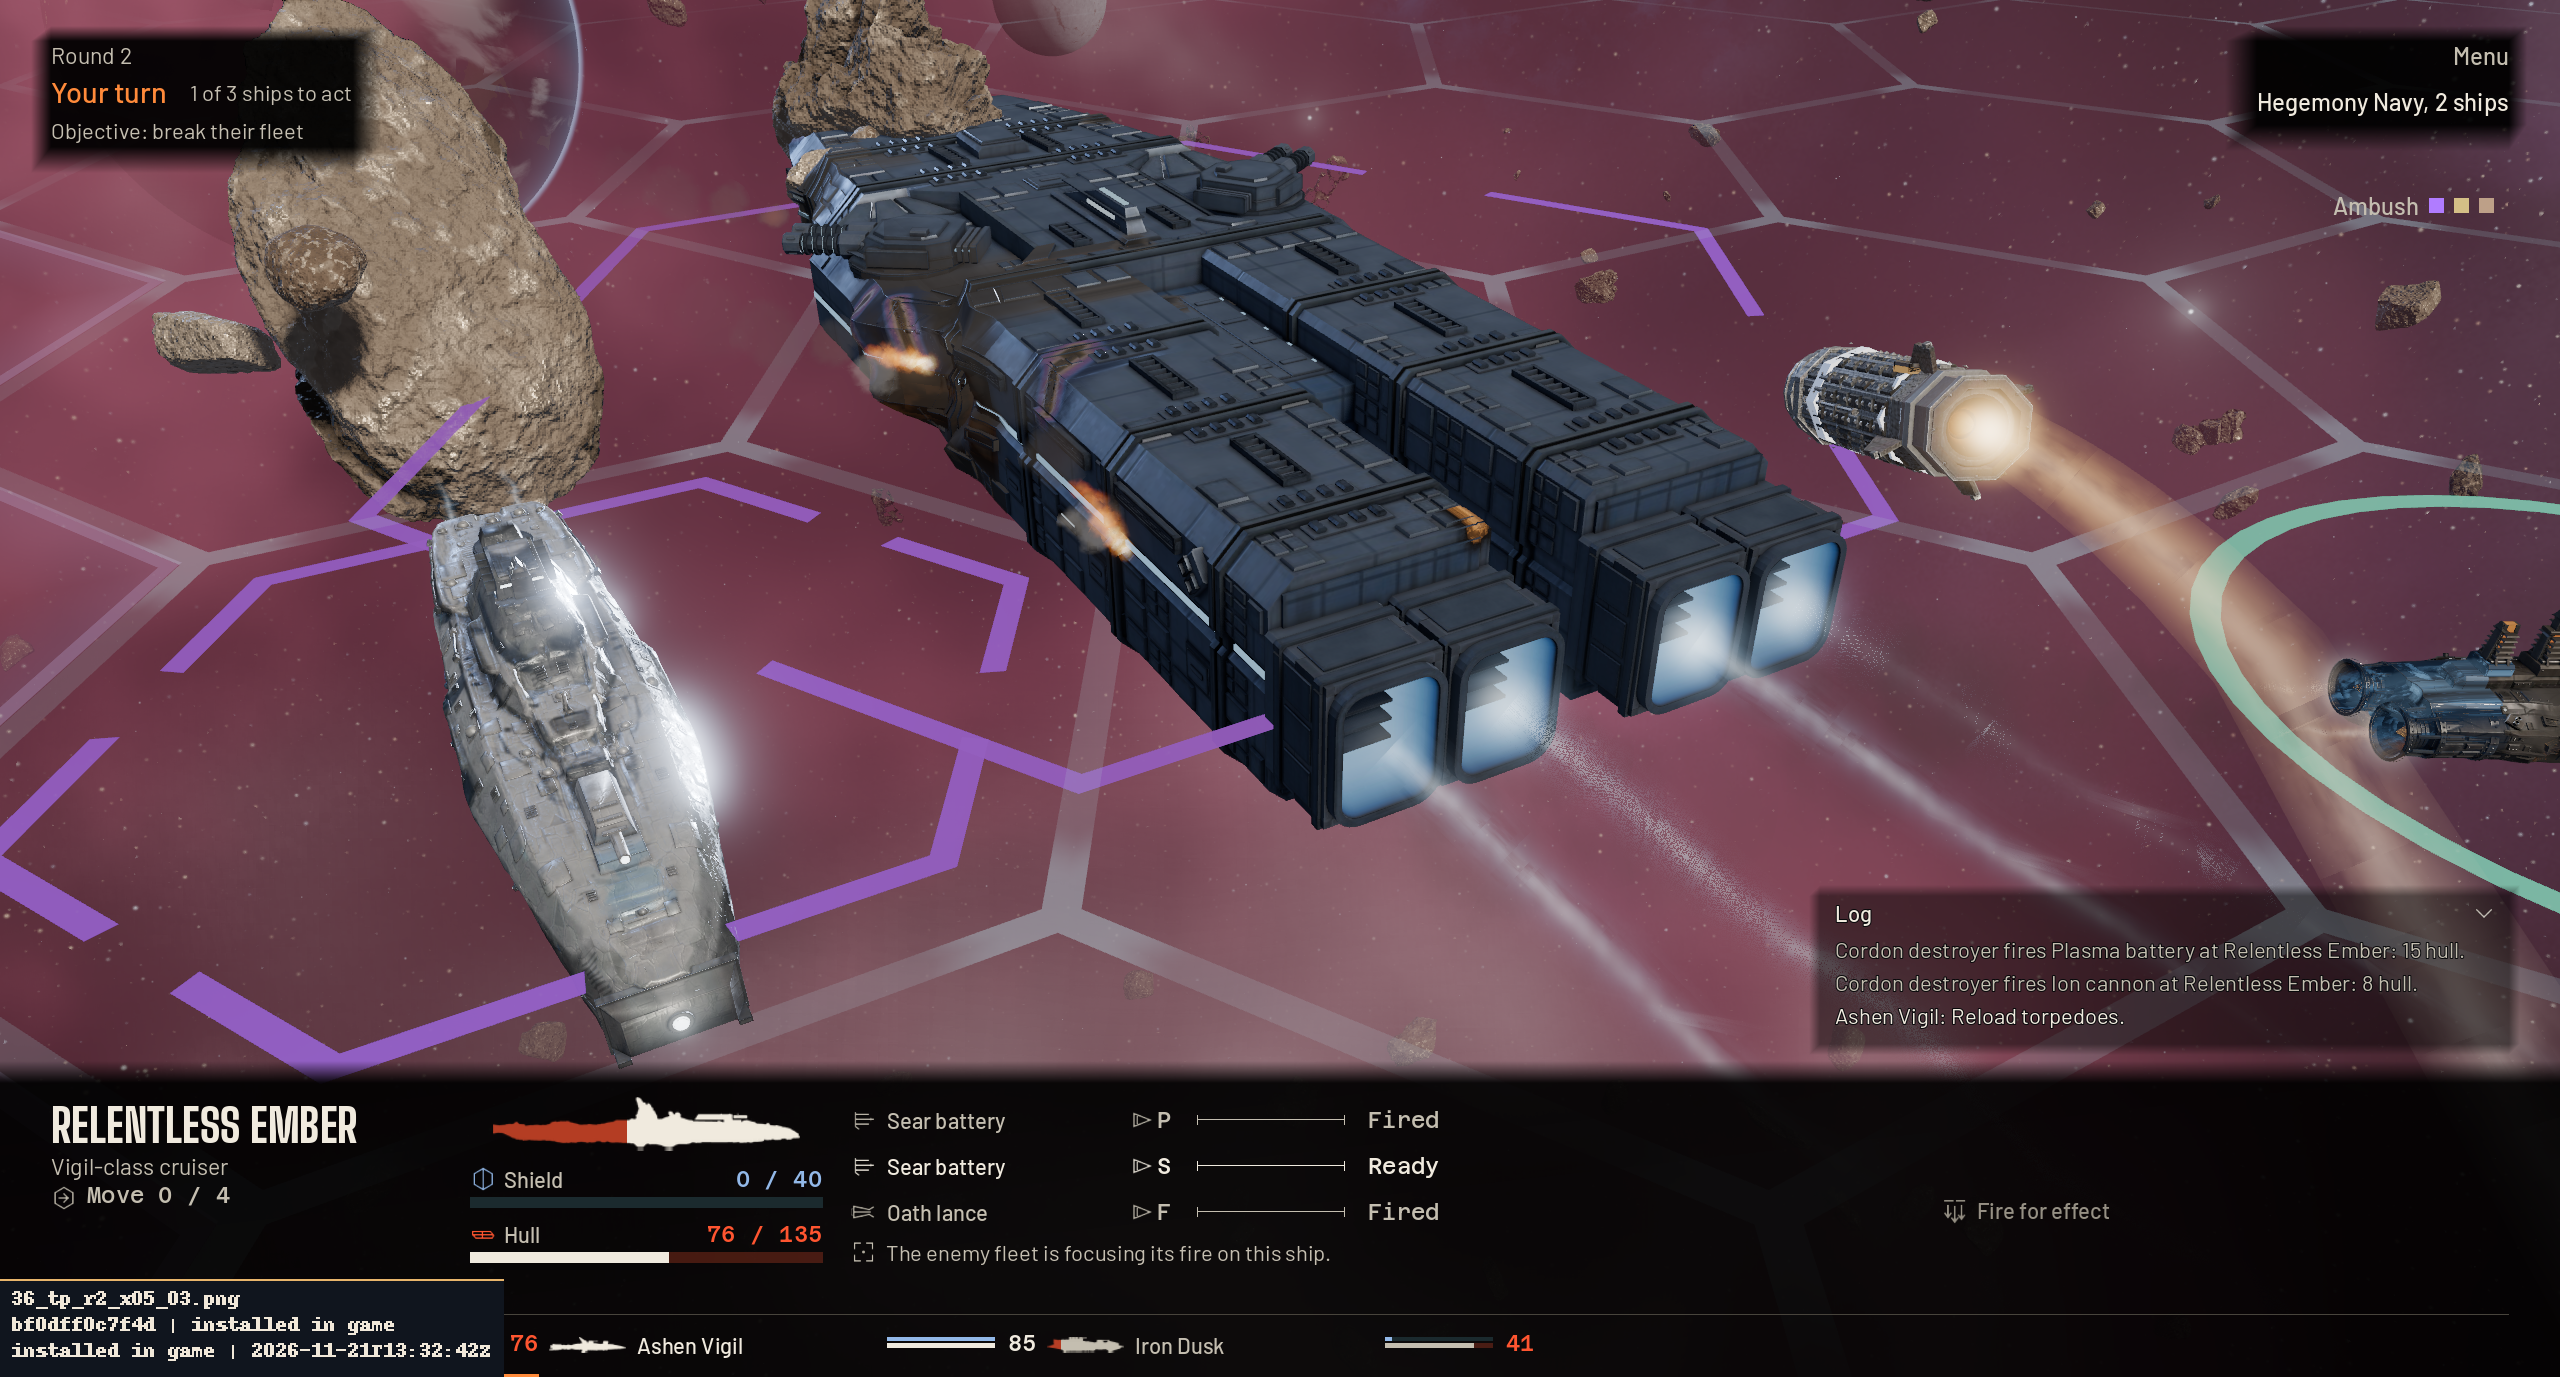 Round 2
Your turn 1 of 3 ships to act
Objective: break their fleet
Menu
Hegemony Navy, 2 ships
Ambush
Log
Cordon destroyer fires Plasma battery at Relentless Ember: 15 hull.
Cordon destroyer fires Ion cannon at Relentless Ember: 8 hull.
Ashen Vigil: Reload torpedoes.
RELENTLESS EMBER
Vigil-class cruiser
Move 0 / 4
Shield 0 / 40
Hull 76 / 135
Sear battery P Fired
Sear battery S Ready
Oath lance F Fired
The enemy fleet is focusing its fire on this ship.
Fire for effect
36_tp_r2_x05_03.png
bf0dff0c7f4d | installed in game
installed in game | 2026-11-21r13:32:42z
76 Ashen Vigil 85 Iron Dusk 41